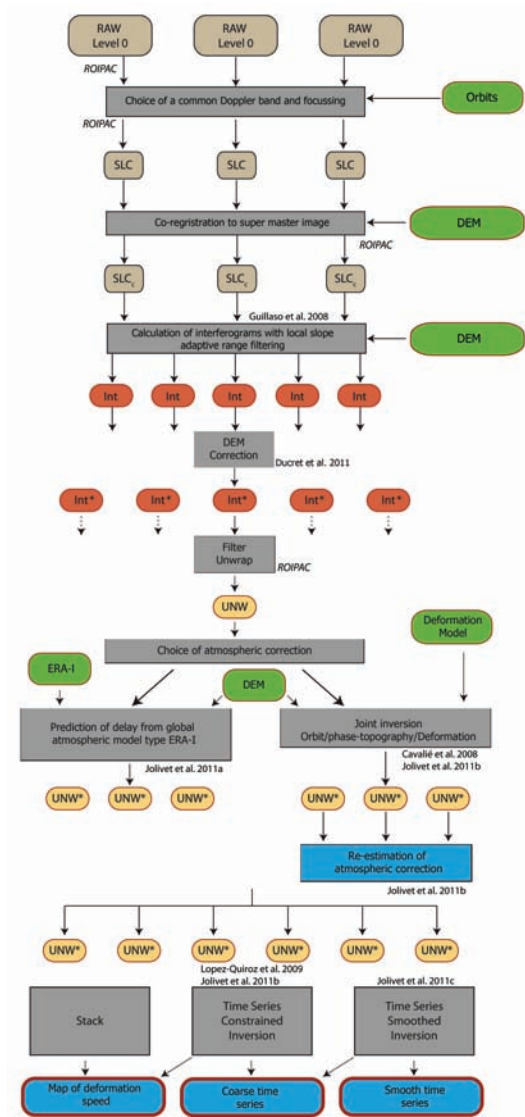 RAW
Level 0
RAW
Level 0
RAW
Level 0
ROIPAC
Choice of a common Doppler band and focussing
Orbits
ROIPAC
SLC
SLC
SLC
Co-regristration to super master image
DEM
ROIPAC
SLCc
SLCc
SLCc
Guillaso et al. 2008
Calculation of interferograms with local slope
adaptive range filtering
DEM
Int
Int
Int
Int
Int
DEM
Correction
Ducret et al. 2011
Int*
Int*
Int*
Int*
Int*
Filter
Unwrap
ROIPAC
UNW
Deformation
Model
Choice of atmospheric correction
ERA-I
DEM
Prediction of delay from global
atmospheric model type ERA-I
Joint inversion
Orbit/phase-topography/Deformation
Jolivet et al. 2011a
Cavalié et al. 2008
Jolivet et al. 2011b
UNW*
UNW*
UNW*
UNW*
UNW*
UNW*
Re-estimation of
atmospheric correction
Jolivet et al. 2011b
UNW*
UNW*
UNW*
UNW*
UNW*
UNW*
Lopez-Quiroz et al. 2009
Jolivet et al. 2011b
Jolivet et al. 2011c
Stack
Time Series
Constrained
Inversion
Time Series
Smoothed
Inversion
Map of deformation
speed
Coarse time
series
Smooth time
series